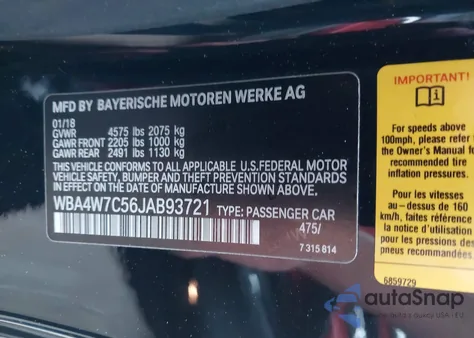 MFD BY BAYERISCHE MOTOREN WERKE AG
01/18
GVWR 4575 lbs 2075 kg
GAWR FRONT 2205 lbs 1000 kg
GAWR REAR 2491 lbs 1130 kg
THIS VEHICLE CONFORMS TO ALL APPLICABLE U.S.FEDERAL MOTOR
VEHICLE SAFETY, BUMPER AND THEFT PREVENTION STANDARDS
IN EFFECT ON THE DATE OF MANUFACTURE SHOWN ABOVE.
WBA4W7C56JAB93721 TYPE: PASSENGER CAR
475/
7 315 814
IMPORTANT!
For speeds above
100mph, please refer
the Owner's Manual fo
recommended tire
inflation pressures.
Pour les vitesses
au-dessus de 160
km/h, faites référence
la notice d'utilisation
pour les pressions des
pneus recommandées.
6859729
autoSnap